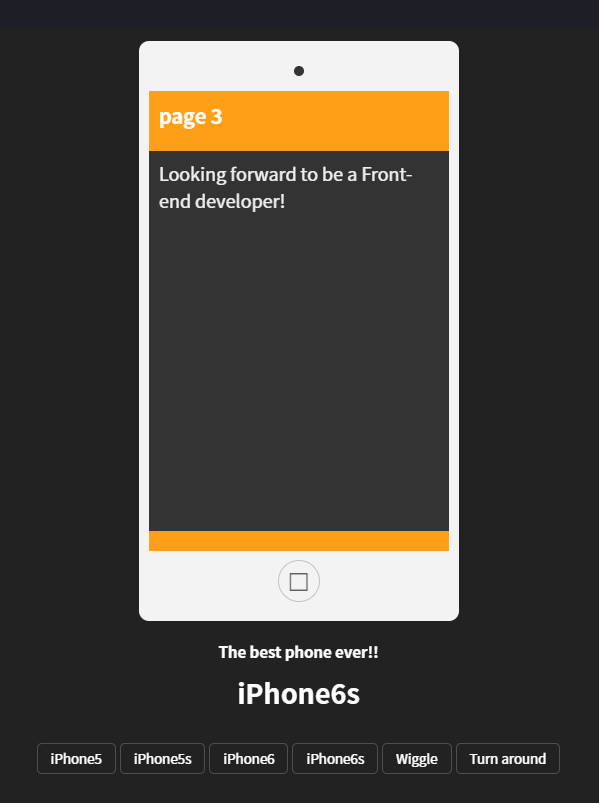 page 3
Looking forward to be a Front-
end developer!
The best phone ever!!
iPhone6s
iPhone5
iPhone5s
iPhone6
iPhone6s
Wiggle
Turn around